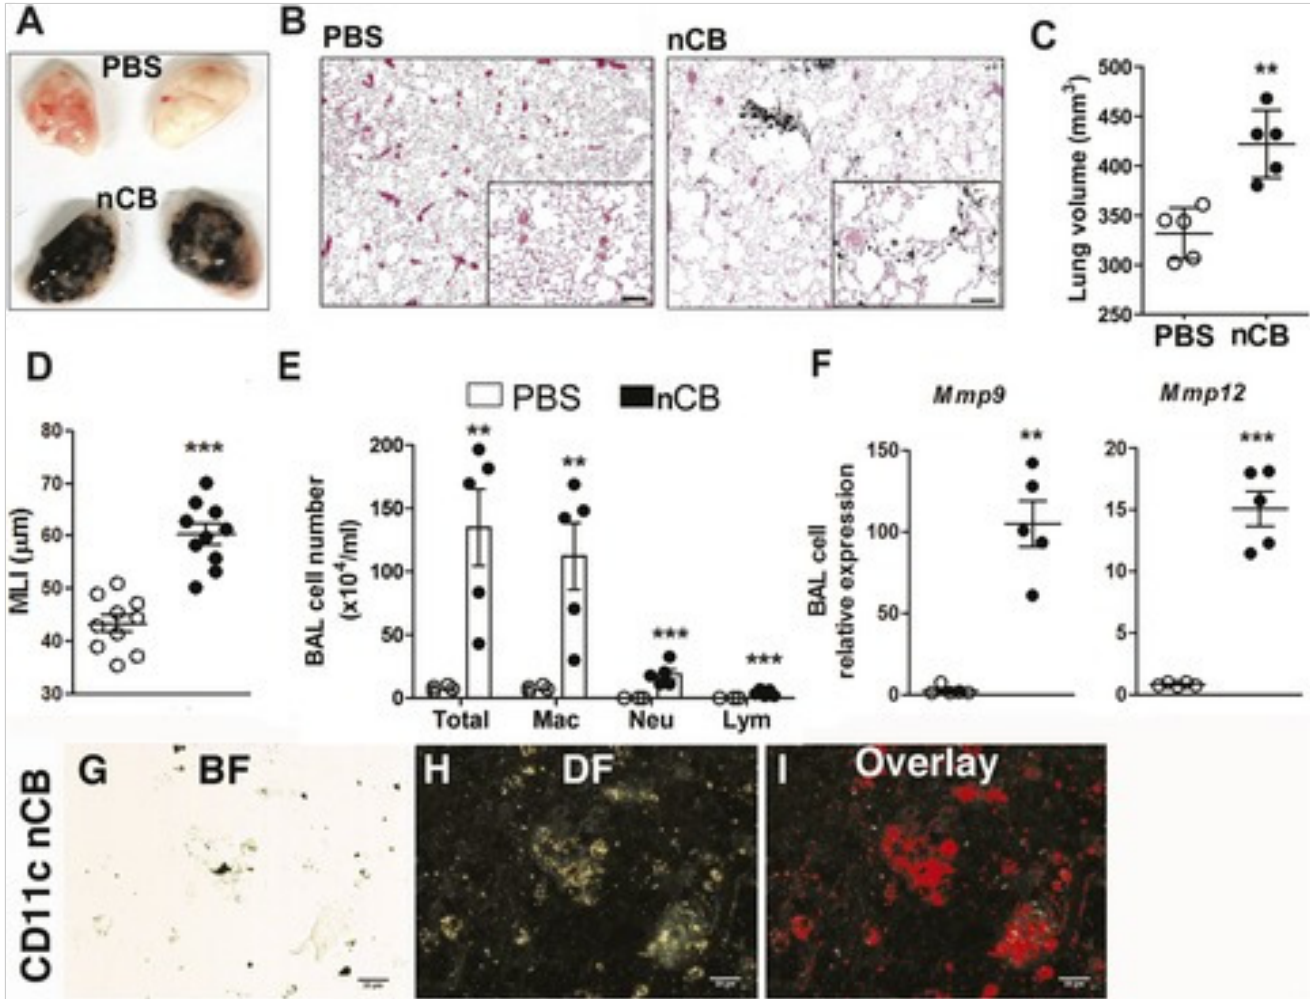 A
PBS
nCB
B
PBS
nCB
C
Lung volume (mm³)
500
450
400
350
300
250
**
PBS nCB
D
MLI (µm)
80
70
60
50
40
30
***
E
PBS nCB
BAL cell number
(x10⁴/ml)
200
150
100
50
0
**
**
***
***
Total Mac Neu Lym
F
Mmp9
Mmp12
BAL cell
relative expression
150
100
50
0
**
20
15
10
5
0
***
CD11c nCB
G BF
H DF
I Overlay